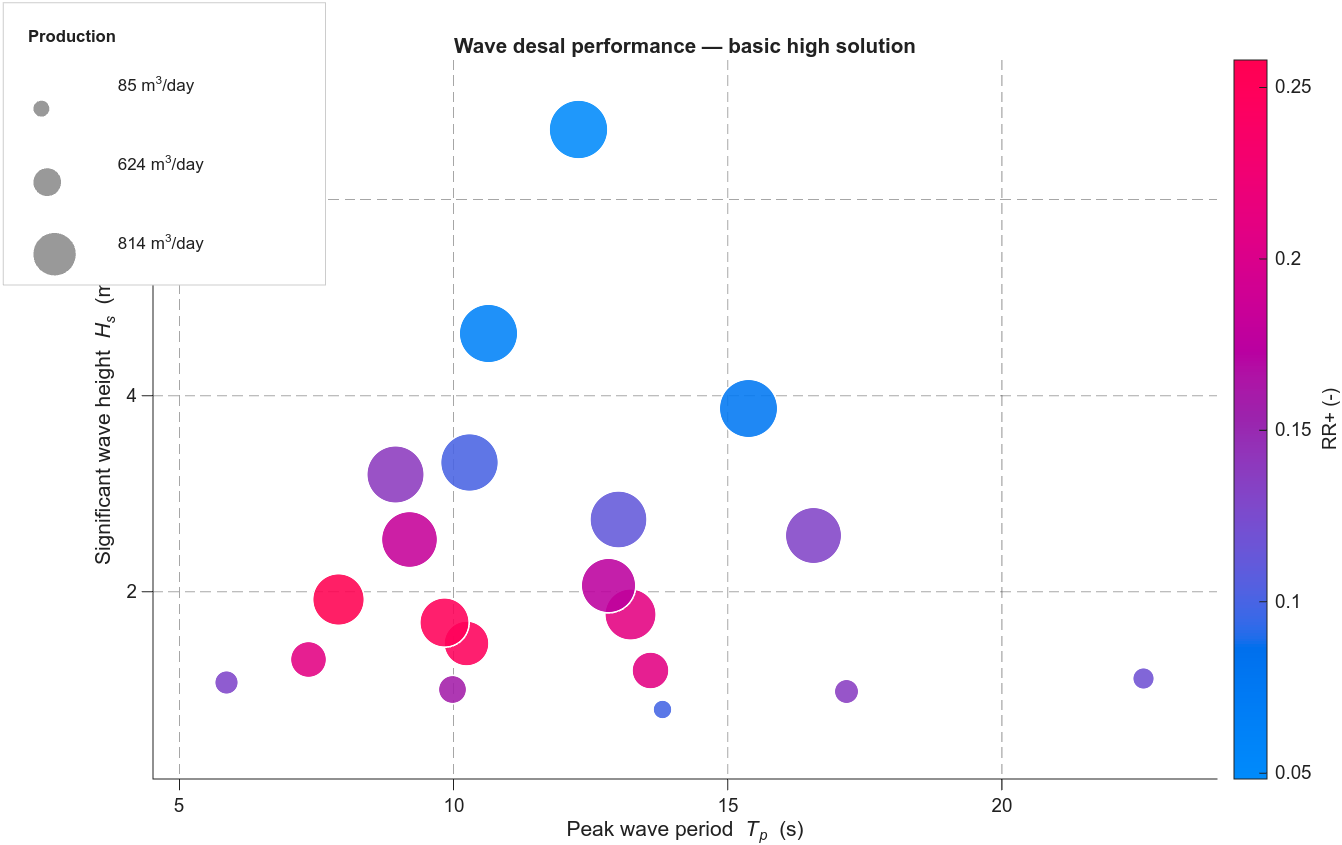 Production
85 m³/day
624 m³/day
814 m³/day
Wave desal performance — basic high solution
Significant wave height H_s (m
4
2
5
10
15
20
Peak wave period T_p (s)
0.25
0.2
0.15
0.1
0.05
RR+ (-)